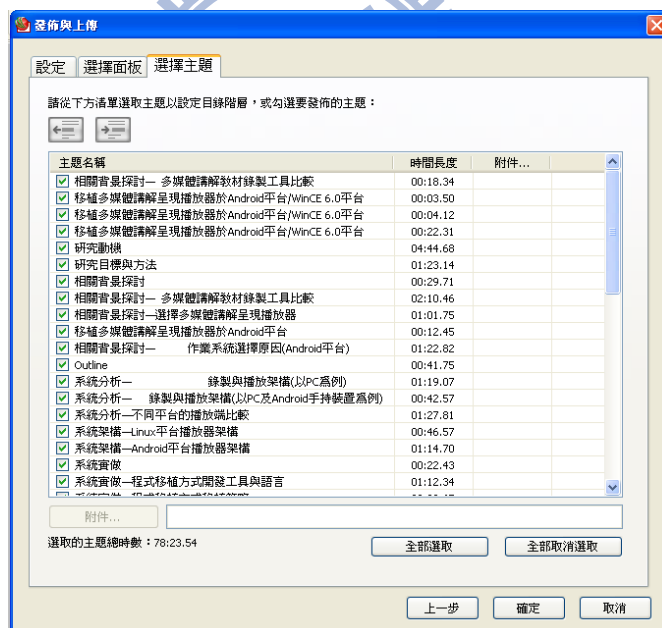 發佈與上傳
設定 選擇面板 選擇主題
請從下方清單選取主題以設定目錄階層，或勾選要發佈的主題：
主題名稱 時間長度 附件...
相關背景探討— 多媒體講解教材錄製工具比較 00:18.34
移植多媒體講解呈現播放器於Android平台/WinCE 6.0平台 00:03.50
移植多媒體講解呈現播放器於Android平台/WinCE 6.0平台 00:04.12
移植多媒體講解呈現播放器於Android平台/WinCE 6.0平台 00:22.31
研究動機 04:44.68
研究目標與方法 01:23.14
相關背景探討 00:29.71
相關背景探討— 多媒體講解教材錄製工具比較 02:10.46
相關背景探討—選擇多媒體講解呈現播放器 01:01.75
移植多媒體講解呈現播放器於Android平台 00:12.45
相關背景探討— 作業系統選擇原因(Android平台) 01:22.82
Outline 00:41.75
系統分析— 錄製與播放架構(以PC為例) 01:19.07
系統分析— 錄製與播放架構(以PC及Android手持裝置為例) 00:42.57
系統分析—不同平台的播放端比較 01:27.81
系統架構—Linux平台播放器架構 00:46.57
系統架構—Android平台播放器架構 01:14.70
系統實做 00:22.43
系統實做—程式移植方式開發工具與語言 01:12.34
附件...
選取的主題總時數：78:23.54 全部選取 全部取消選取
上一步 確定 取消